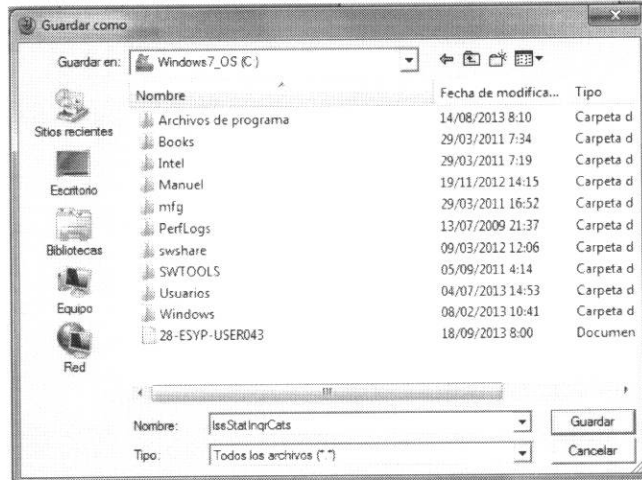 Guardar como
Guardar en: Windows7_OS (C:)
Nombre Fecha de modifica... Tipo
Archivos de programa 14/08/2013 8:10 Carpeta d
Books 29/03/2011 7:34 Carpeta d
Intel 29/03/2011 7:19 Carpeta d
Manuel 19/11/2012 14:15 Carpeta d
mfg 29/03/2011 16:52 Carpeta d
PerfLogs 13/07/2009 21:37 Carpeta d
swshare 09/03/2012 12:06 Carpeta d
SWTOOLS 05/09/2011 4:14 Carpeta d
Usuarios 04/07/2013 14:53 Carpeta d
Windows 08/02/2013 10:41 Carpeta d
28-ESYP-USER043 18/09/2013 8:00 Documen
Sitios recientes
Escritorio
Bibliotecas
Equipo
Red
Nombre: IssStatInqrCats Guardar
Tipo: Todos los archivos (*.*) Cancelar